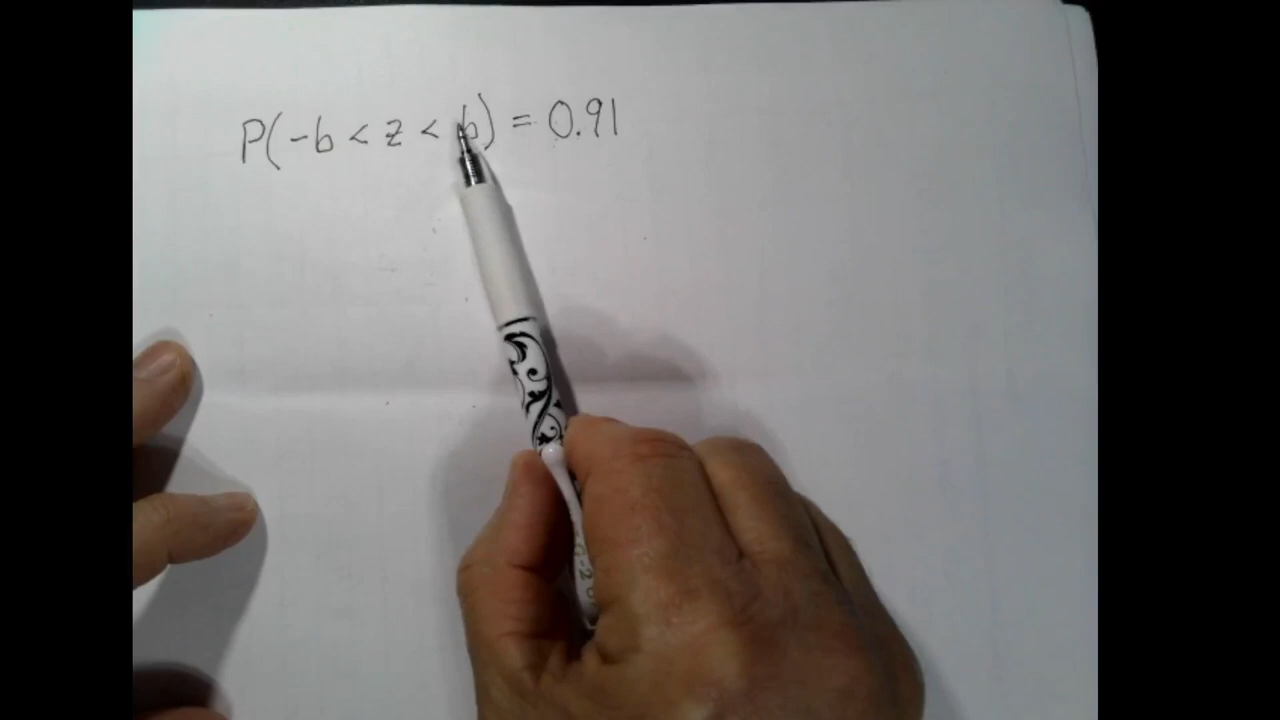 P(-b < z < b) = 0.91